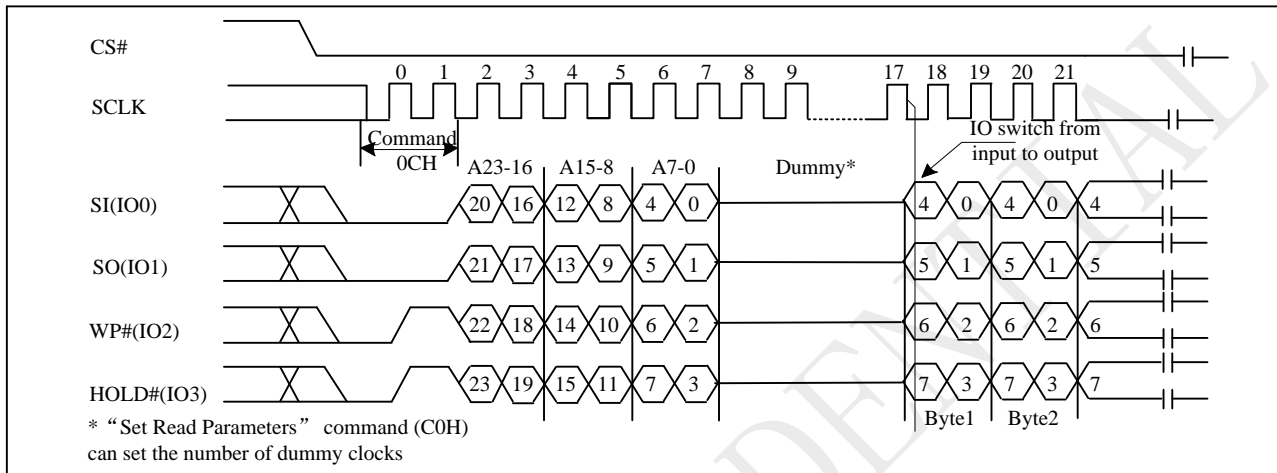 CS#
0 1 2 3 4 5 6 7 8 9 17 18 19 20 21
SCLK
Command
0CH
IO switch from
input to output
A23-16 A15-8 A7-0 Dummy*
SI(IO0) 20 16 12 8 4 0 4 0 4 0 4
SO(IO1) 21 17 13 9 5 1 5 1 5 1 5
WP#(IO2) 22 18 14 10 6 2 6 2 6 2 6
HOLD#(IO3) 23 19 15 11 7 3 7 3 7 3 7
Byte1 Byte2
* “Set Read Parameters” command (C0H)
can set the number of dummy clocks